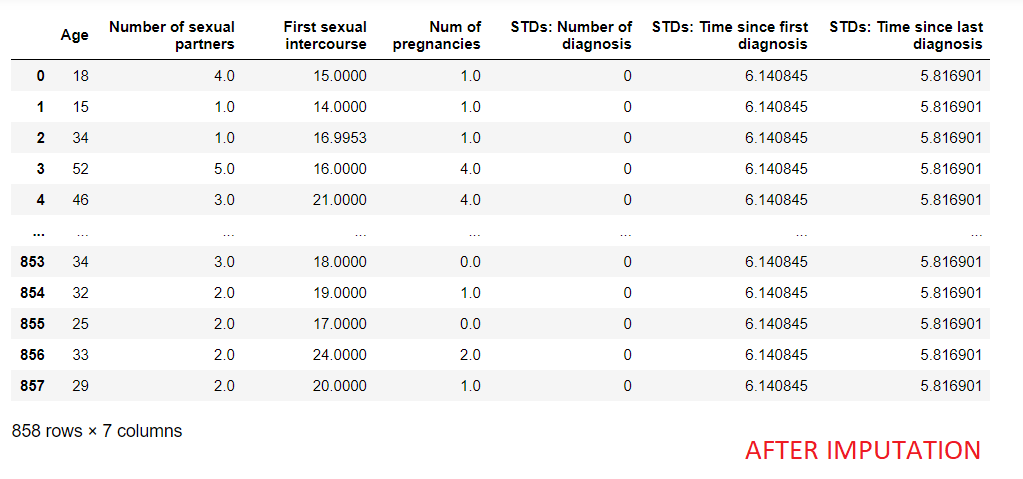 Age Number of sexual partners First sexual intercourse Num of pregnancies STDs: Number of diagnosis STDs: Time since first diagnosis STDs: Time since last diagnosis
0 18 4.0 15.0000 1.0 0 6.140845 5.816901
1 15 1.0 14.0000 1.0 0 6.140845 5.816901
2 34 1.0 16.9953 1.0 0 6.140845 5.816901
3 52 5.0 16.0000 4.0 0 6.140845 5.816901
4 46 3.0 21.0000 4.0 0 6.140845 5.816901
... ... ... ... ... ... ... ...
853 34 3.0 18.0000 0.0 0 6.140845 5.816901
854 32 2.0 19.0000 1.0 0 6.140845 5.816901
855 25 2.0 17.0000 0.0 0 6.140845 5.816901
856 33 2.0 24.0000 2.0 0 6.140845 5.816901
857 29 2.0 20.0000 1.0 0 6.140845 5.816901
858 rows × 7 columns
AFTER IMPUTATION